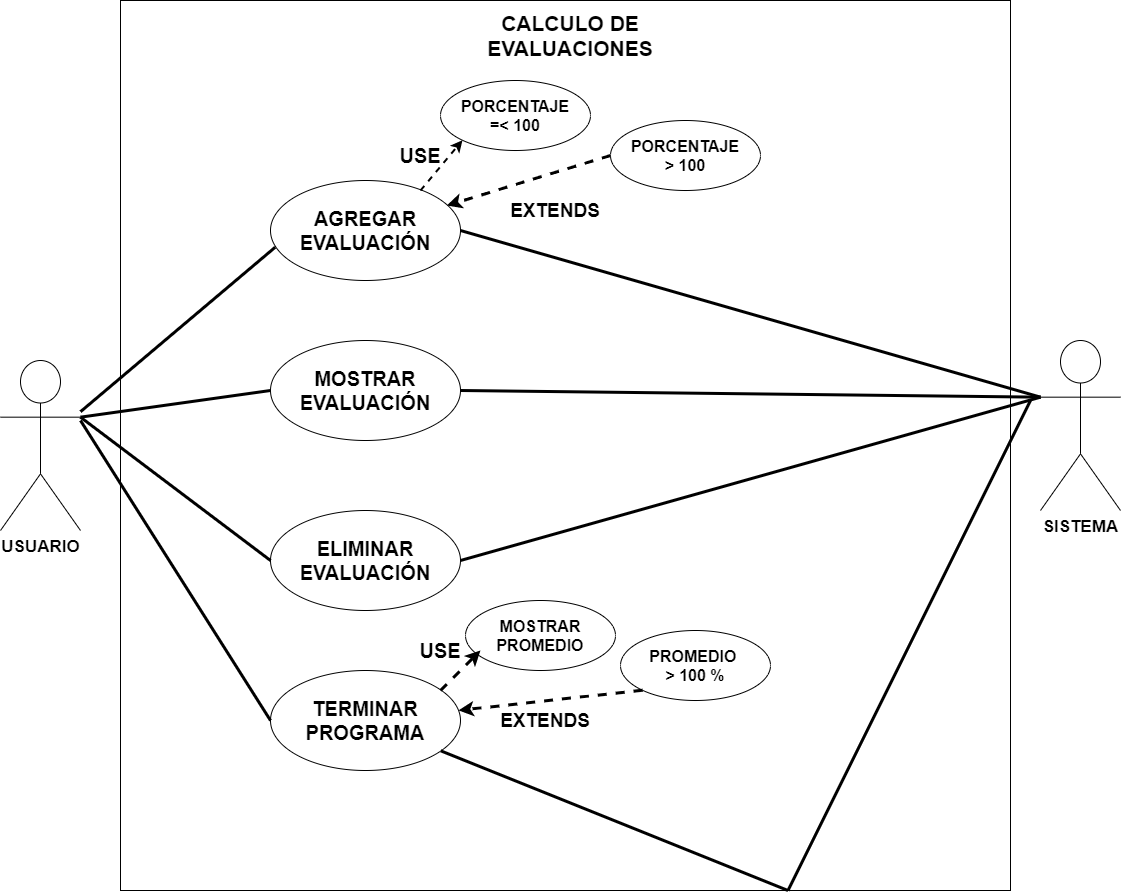 CALCULO DE
EVALUACIONES
PORCENTAJE
=< 100
USE
PORCENTAJE
> 100
EXTENDS
AGREGAR
EVALUACIÓN
MOSTRAR
EVALUACIÓN
USUARIO
SISTEMA
ELIMINAR
EVALUACIÓN
MOSTRAR
PROMEDIO
USE
PROMEDIO
> 100 %
EXTENDS
TERMINAR
PROGRAMA